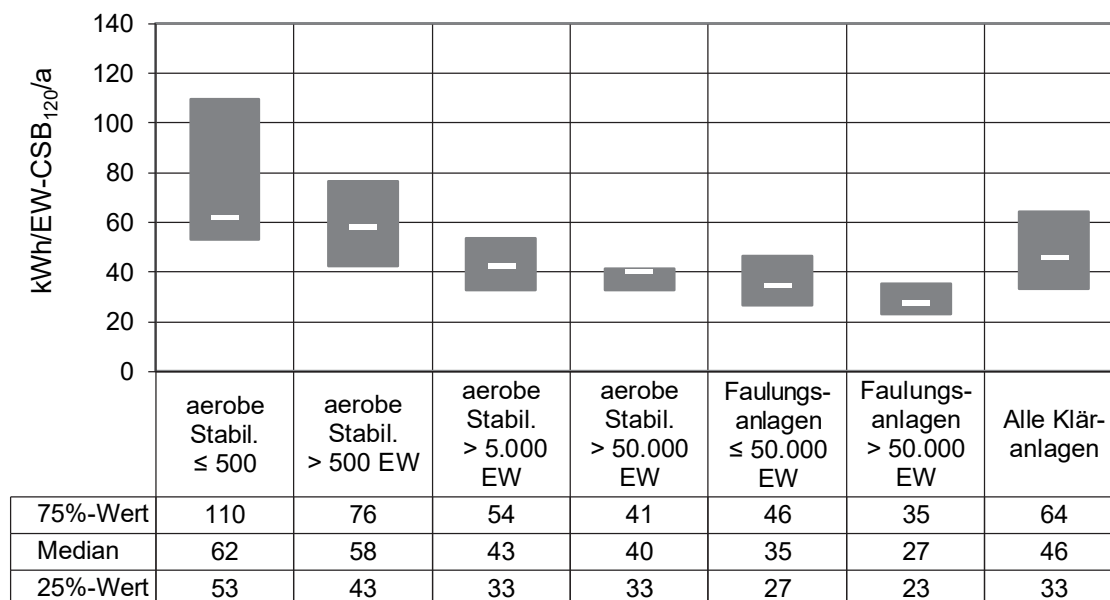 kWh/EW-CSB120/a
140
120
100
80
60
40
20
0
aerobe
Stabil.
≤ 500
aerobe
Stabil.
> 500 EW
aerobe
Stabil.
> 5.000
EW
aerobe
Stabil.
> 50.000
EW
Faulungs-
anlagen
≤ 50.000
EW
Faulungs-
anlagen
> 50.000
EW
Alle Klär-
anlagen
75%-Wert 110 76 54 41 46 35 64
Median 62 58 43 40 35 27 46
25%-Wert 53 43 33 33 27 23 33